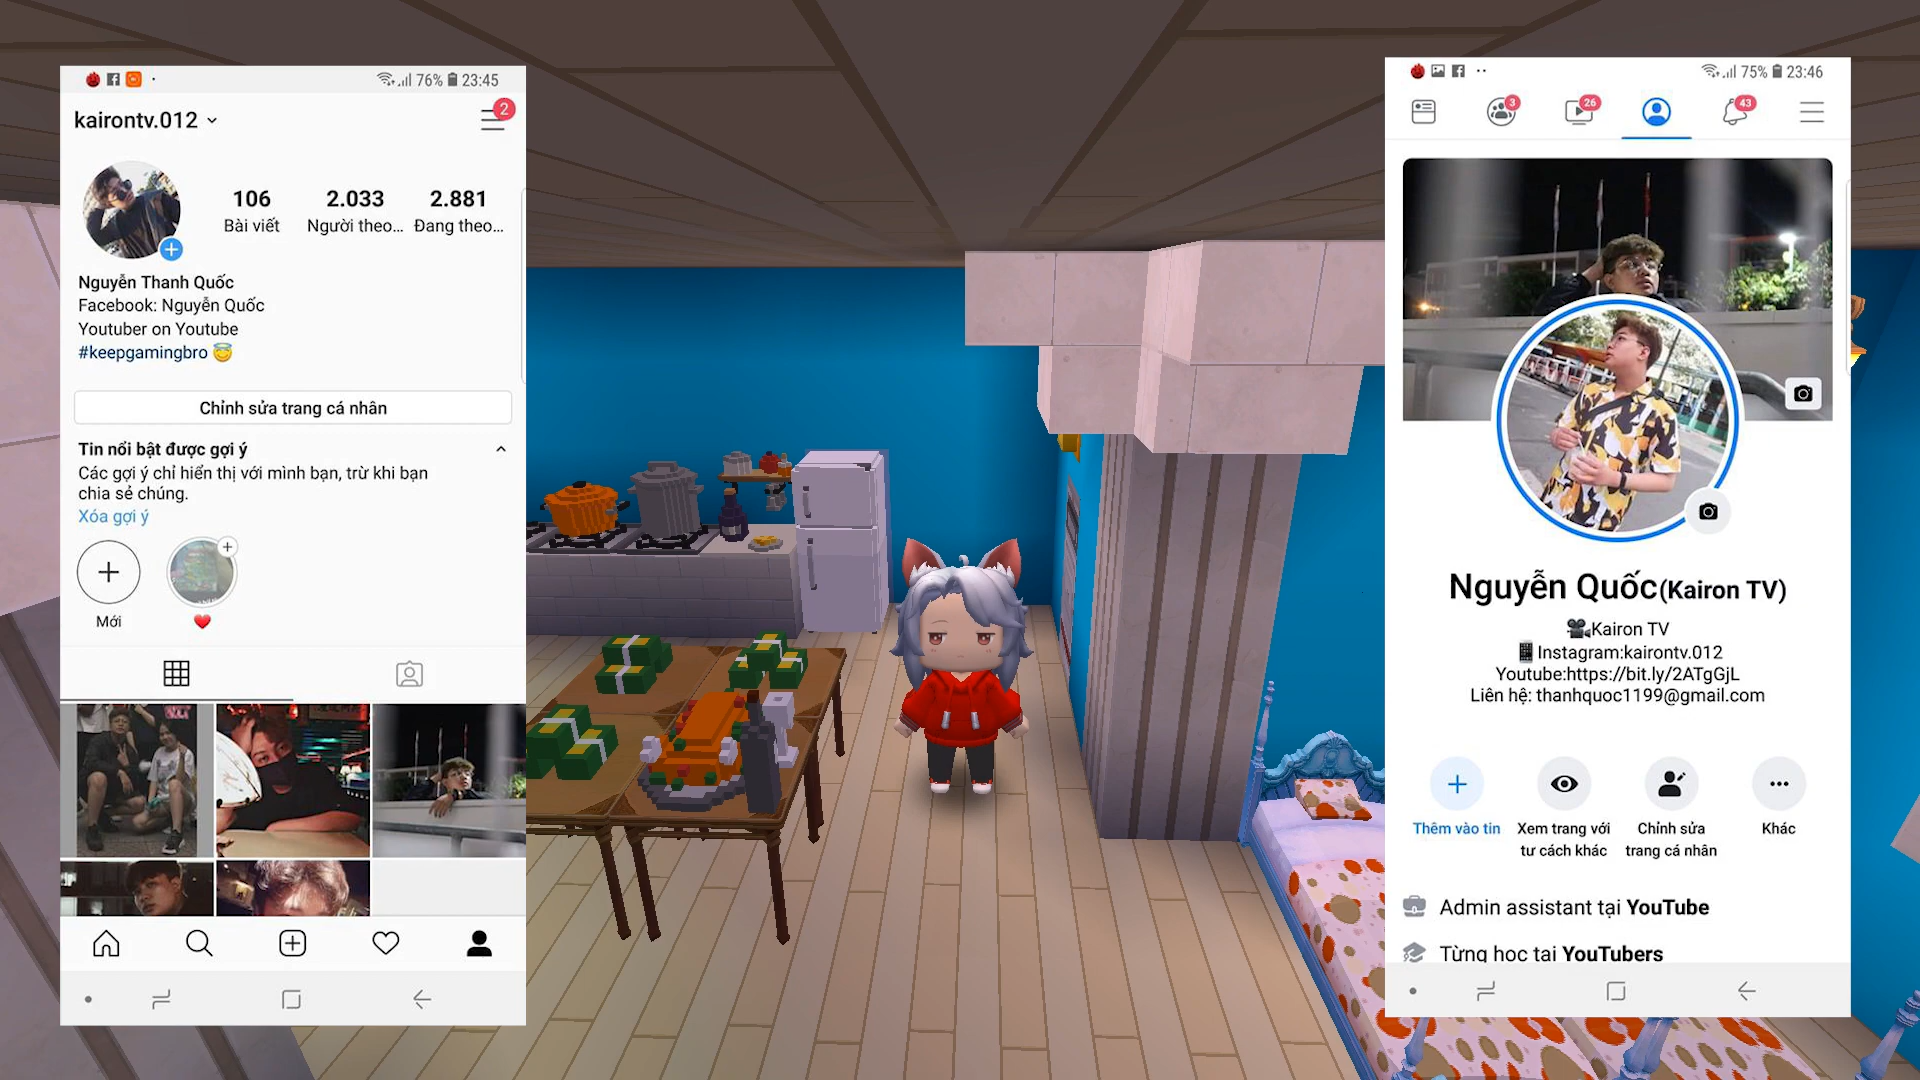 76% 23:45
kairontv.012
2
106 2.033 2.881
Bài viết Người theo... Đang theo...
Nguyễn Thanh Quốc
Facebook: Nguyễn Quốc
Youtuber on Youtube
#keepgamingbro
Chỉnh sửa trang cá nhân
Tin nổi bật được gợi ý
Các gợi ý chỉ hiển thị với mình bạn, trừ khi bạn
chia sẻ chúng.
Xóa gợi ý
Mới
75% 23:46
3 26 43
Nguyễn Quốc(Kairon TV)
Kairon TV
Instagram:kairontv.012
Youtube:https://bit.ly/2ATgGjL
Liên hệ: thanhquoc1199@gmail.com
Thêm vào tin
Xem trang với
tư cách khác
Chỉnh sửa
trang cá nhân
Khác
Admin assistant tại YouTube
Từng học tại YouTubers